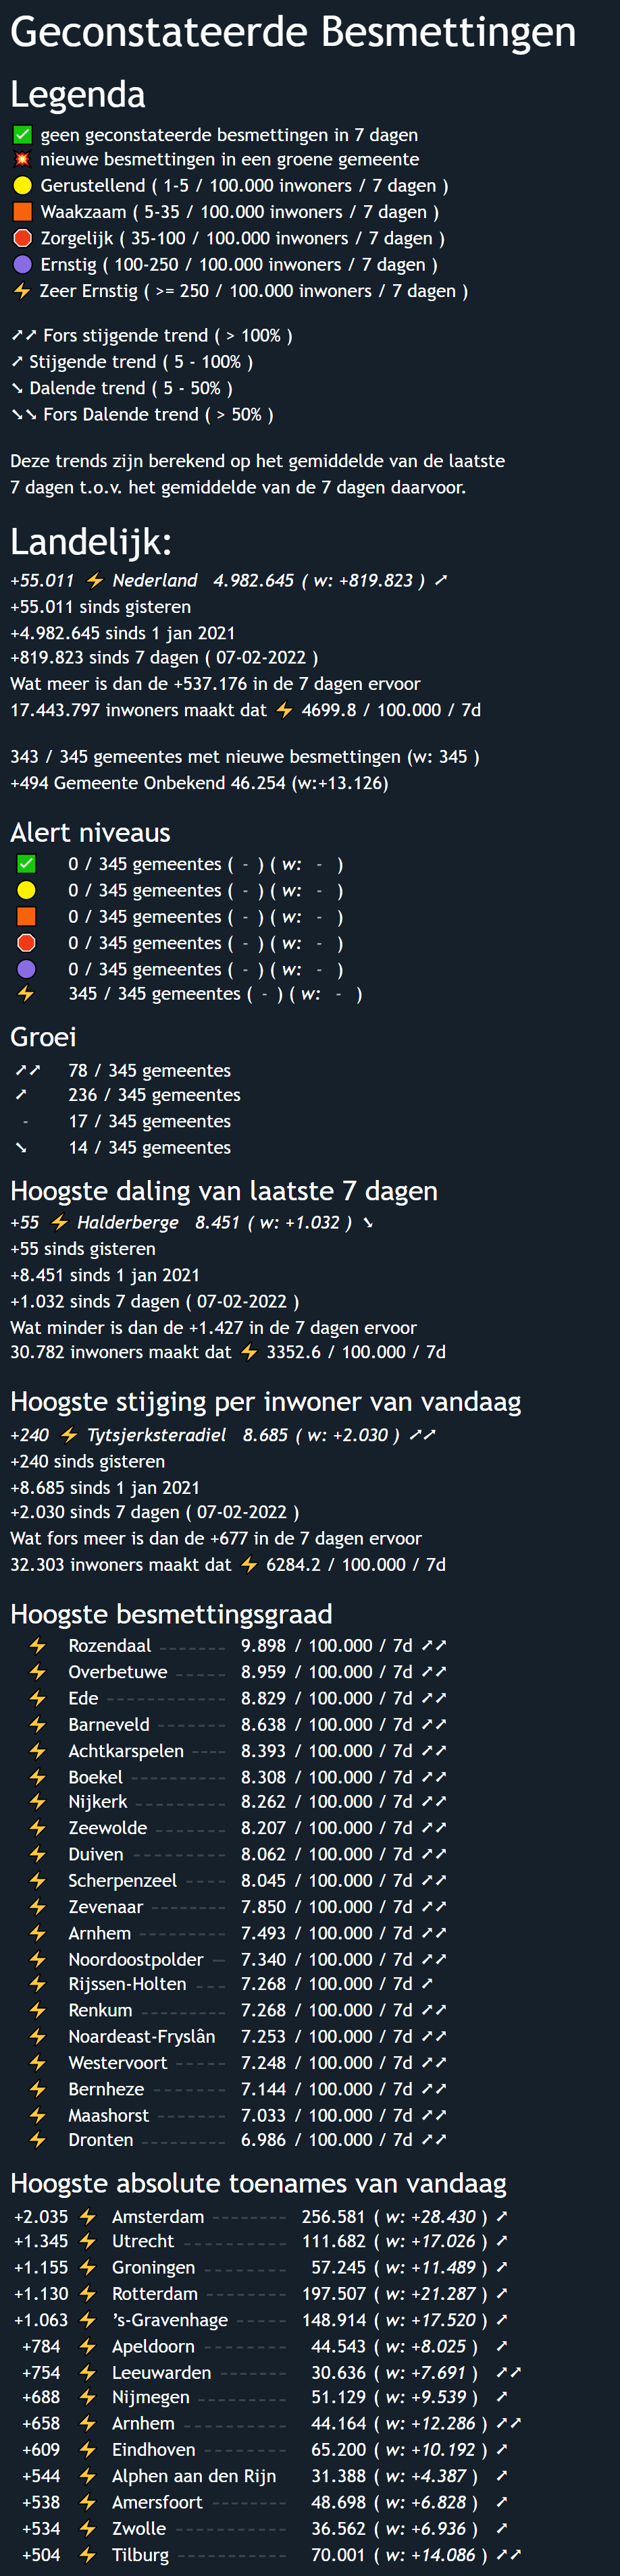 Geconstateerde Besmettingen
Legenda
✅ geen geconstateerde besmettingen in 7 dagen
💥 nieuwe besmettingen in een groene gemeente
🟡 Gerustellend ( 1-5 / 100.000 inwoners / 7 dagen )
🟧 Waakzaam ( 5-35 / 100.000 inwoners / 7 dagen )
🛑 Zorgelijk ( 35-100 / 100.000 inwoners / 7 dagen )
🟣 Ernstig ( 100-250 / 100.000 inwoners / 7 dagen )
⚡ Zeer Ernstig ( >= 250 / 100.000 inwoners / 7 dagen )
➚➚ Fors stijgende trend ( > 100% )
➚ Stijgende trend ( 5 - 100% )
➘ Dalende trend ( 5 - 50% )
➘➘ Fors Dalende trend ( > 50% )
Deze trends zijn berekend op het gemiddelde van de laatste
7 dagen t.o.v. het gemiddelde van de 7 dagen daarvoor.
Landelijk:
+55.011 ⚡ Nederland 4.982.645 ( w: +819.823 ) ➚
+55.011 sinds gisteren
+4.982.645 sinds 1 jan 2021
+819.823 sinds 7 dagen ( 07-02-2022 )
Wat meer is dan de +537.176 in de 7 dagen ervoor
17.443.797 inwoners maakt dat ⚡ 4699.8 / 100.000 / 7d
343 / 345 gemeentes met nieuwe besmettingen (w: 345 )
+494 Gemeente Onbekend 46.254 (w:+13.126)
Alert niveaus
✅ 0 / 345 gemeentes ( - ) ( w: - )
🟡 0 / 345 gemeentes ( - ) ( w: - )
🟧 0 / 345 gemeentes ( - ) ( w: - )
🛑 0 / 345 gemeentes ( - ) ( w: - )
🟣 0 / 345 gemeentes ( - ) ( w: - )
⚡ 345 / 345 gemeentes ( - ) ( w: - )
Groei
➚➚ 78 / 345 gemeentes
➚ 236 / 345 gemeentes
- 17 / 345 gemeentes
➘ 14 / 345 gemeentes
Hoogste daling van laatste 7 dagen
+55 ⚡ Halderberge 8.451 ( w: +1.032 ) ➘
+55 sinds gisteren
+8.451 sinds 1 jan 2021
+1.032 sinds 7 dagen ( 07-02-2022 )
Wat minder is dan de +1.427 in de 7 dagen ervoor
30.782 inwoners maakt dat ⚡ 3352.6 / 100.000 / 7d
Hoogste stijging per inwoner van vandaag
+240 ⚡ Tytsjerksteradiel 8.685 ( w: +2.030 ) ➚➚
+240 sinds gisteren
+8.685 sinds 1 jan 2021
+2.030 sinds 7 dagen ( 07-02-2022 )
Wat fors meer is dan de +677 in de 7 dagen ervoor
32.303 inwoners maakt dat ⚡ 6284.2 / 100.000 / 7d
Hoogste besmettingsgraad
⚡ Rozendaal ------- 9.898 / 100.000 / 7d ➚➚
⚡ Overbetuwe ----- 8.959 / 100.000 / 7d ➚➚
⚡ Ede ------------ 8.829 / 100.000 / 7d ➚➚
⚡ Barneveld ------- 8.638 / 100.000 / 7d ➚➚
⚡ Achtkarspelen ---- 8.393 / 100.000 / 7d ➚➚
⚡ Boekel ---------- 8.308 / 100.000 / 7d ➚➚
⚡ Nijkerk --------- 8.262 / 100.000 / 7d ➚➚
⚡ Zeewolde ------- 8.207 / 100.000 / 7d ➚➚
⚡ Duiven ---------- 8.062 / 100.000 / 7d ➚➚
⚡ Scherpenzeel ---- 8.045 / 100.000 / 7d ➚➚
⚡ Zevenaar -------- 7.850 / 100.000 / 7d ➚➚
⚡ Arnhem --------- 7.493 / 100.000 / 7d ➚➚
⚡ Noordoostpolder -- 7.340 / 100.000 / 7d ➚➚
⚡ Rijssen-Holten --- 7.268 / 100.000 / 7d ➚
⚡ Renkum --------- 7.268 / 100.000 / 7d ➚➚
⚡ Noardeast-Fryslân 7.253 / 100.000 / 7d ➚➚
⚡ Westervoort ----- 7.248 / 100.000 / 7d ➚➚
⚡ Bernheze -------- 7.144 / 100.000 / 7d ➚➚
⚡ Maashorst ------- 7.033 / 100.000 / 7d ➚➚
⚡ Dronten --------- 6.986 / 100.000 / 7d ➚➚
Hoogste absolute toenames van vandaag
+2.035 ⚡ Amsterdam -------- 256.581 ( w: +28.430 ) ➚
+1.345 ⚡ Utrecht ----------- 111.682 ( w: +17.026 ) ➚
+1.155 ⚡ Groningen --------- 57.245 ( w: +11.489 ) ➚
+1.130 ⚡ Rotterdam --------- 197.507 ( w: +21.287 ) ➚
+1.063 ⚡ 's-Gravenhage ----- 148.914 ( w: +17.520 ) ➚
+784 ⚡ Apeldoorn --------- 44.543 ( w: +8.025 ) ➚
+754 ⚡ Leeuwarden ------- 30.636 ( w: +7.691 ) ➚➚
+688 ⚡ Nijmegen ---------- 51.129 ( w: +9.539 ) ➚
+658 ⚡ Arnhem ----------- 44.164 ( w: +12.286 ) ➚➚
+609 ⚡ Eindhoven --------- 65.200 ( w: +10.192 ) ➚
+544 ⚡ Alphen aan den Rijn 31.388 ( w: +4.387 ) ➚
+538 ⚡ Amersfoort -------- 48.698 ( w: +6.828 ) ➚
+534 ⚡ Zwolle ------------ 36.562 ( w: +6.936 ) ➚
+504 ⚡ Tilburg ------------ 70.001 ( w: +14.086 ) ➚➚